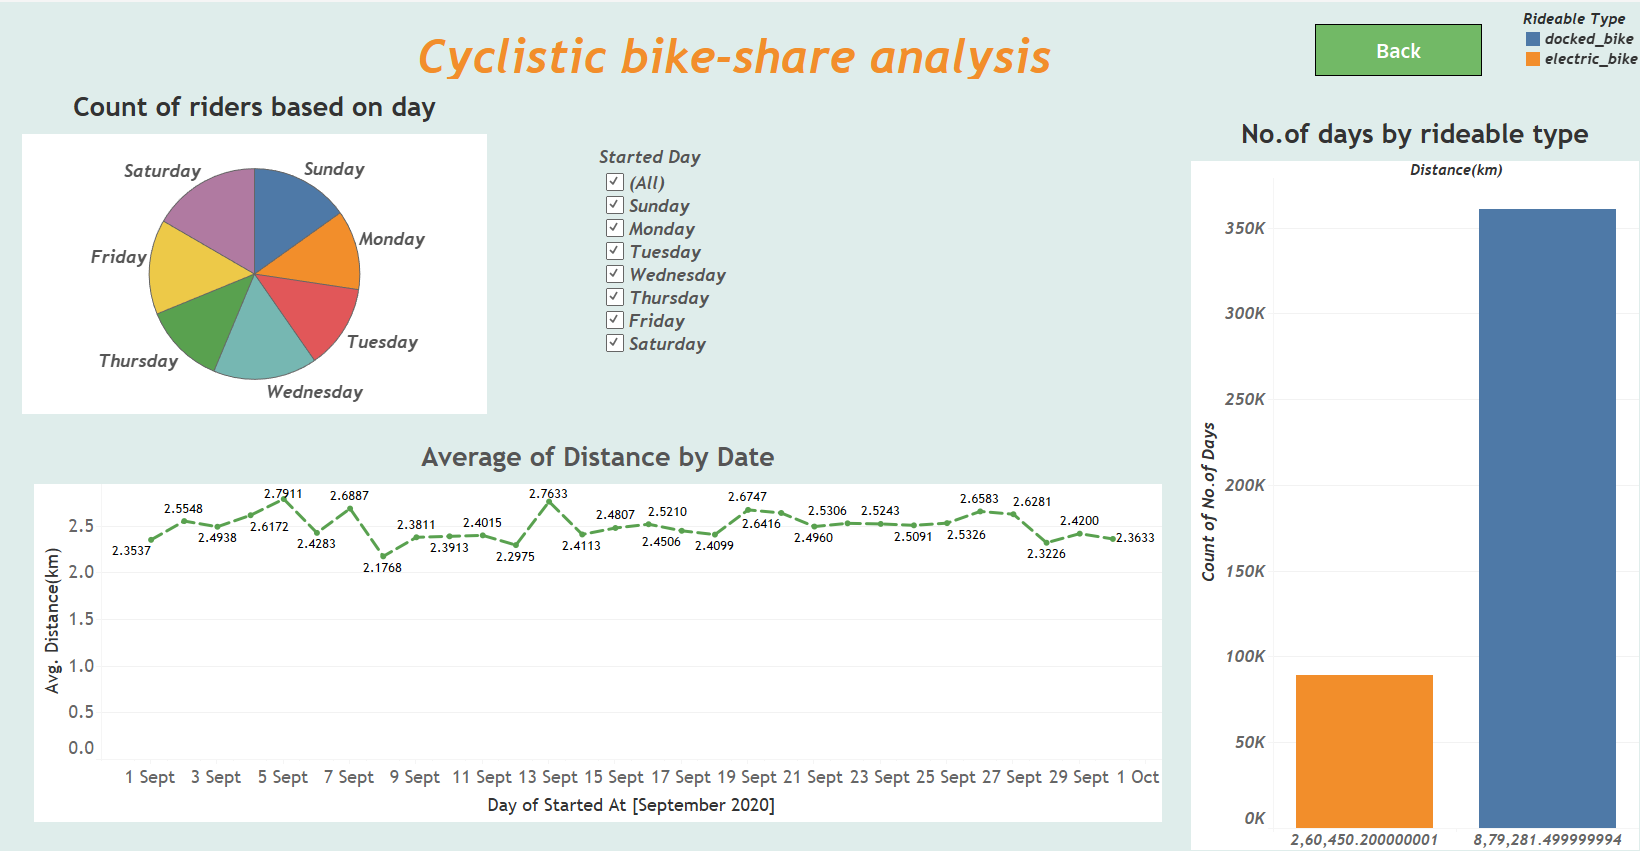 Cyclistic bike-share analysis
Back
Rideable Type
docked_bike
electric_bike
Count of riders based on day
Saturday
Sunday
Monday
Friday
Tuesday
Thursday
Wednesday
Started Day
(All)
Sunday
Monday
Tuesday
Wednesday
Thursday
Friday
Saturday
No.of days by rideable type
Distance(km)
350K
300K
250K
200K
150K
100K
50K
0K
Count of No.of Days
2,60,450.200000001
8,79,281.499999994
Average of Distance by Date
Avg. Distance(km)
2.5
2.0
1.5
1.0
0.5
0.0
2.3537
2.5548
2.4938
2.6172
2.7911
2.4283
2.6887
2.1768
2.3811
2.3913
2.4015
2.2975
2.7633
2.4113
2.4807
2.5210
2.4506
2.4099
2.6747
2.6416
2.4960
2.5306
2.5243
2.5091
2.5326
2.6583
2.6281
2.3226
2.4200
2.3633
1 Sept 3 Sept 5 Sept 7 Sept 9 Sept 11 Sept 13 Sept 15 Sept 17 Sept 19 Sept 21 Sept 23 Sept 25 Sept 27 Sept 29 Sept 1 Oct
Day of Started At [September 2020]